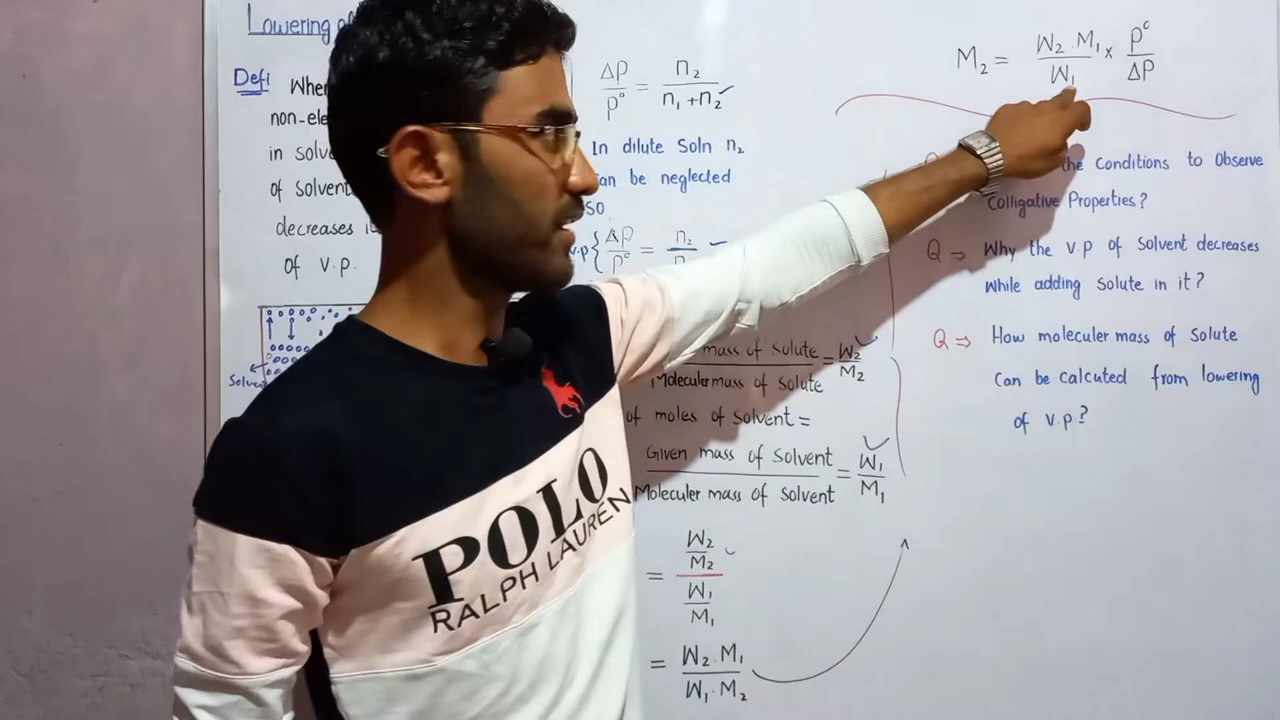 Lowering of
Defi Wher
non-ele
in solve
of solvent
decreases i
of v.p.
Solve
ΔP/P° = n₂/n₁+n₂
In dilute Soln n₂
an be neglected
so
v.p{ ΔP/P° = n₂/n
mass of Solute/Moleculer mass of Solute = W₂/M₂
of moles of Solvent =
Given mass of Solvent/Moleculer mass of Solvent = W₁/M₁
= W₂/M₂/W₁/M₁
= W₂.M₁/W₁.M₂
M₂ = W₂.M₁/W₁ × P°/ΔP
the Conditions to Observe
Colligative Properties?
Q ⇒ Why the v.p of Solvent decreases
While adding Solute in it?
Q ⇒ How moleculer mass of Solute
Can be calcuted from lowering
of v.p?
POLO
RALPH LAUREN